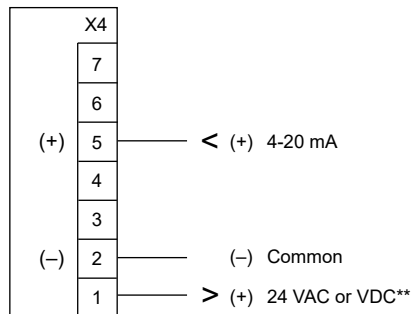 X4
7
6
(+) 5 < (+) 4-20 mA
4
3
(–) 2 (–) Common
1 > (+) 24 VAC or VDC**